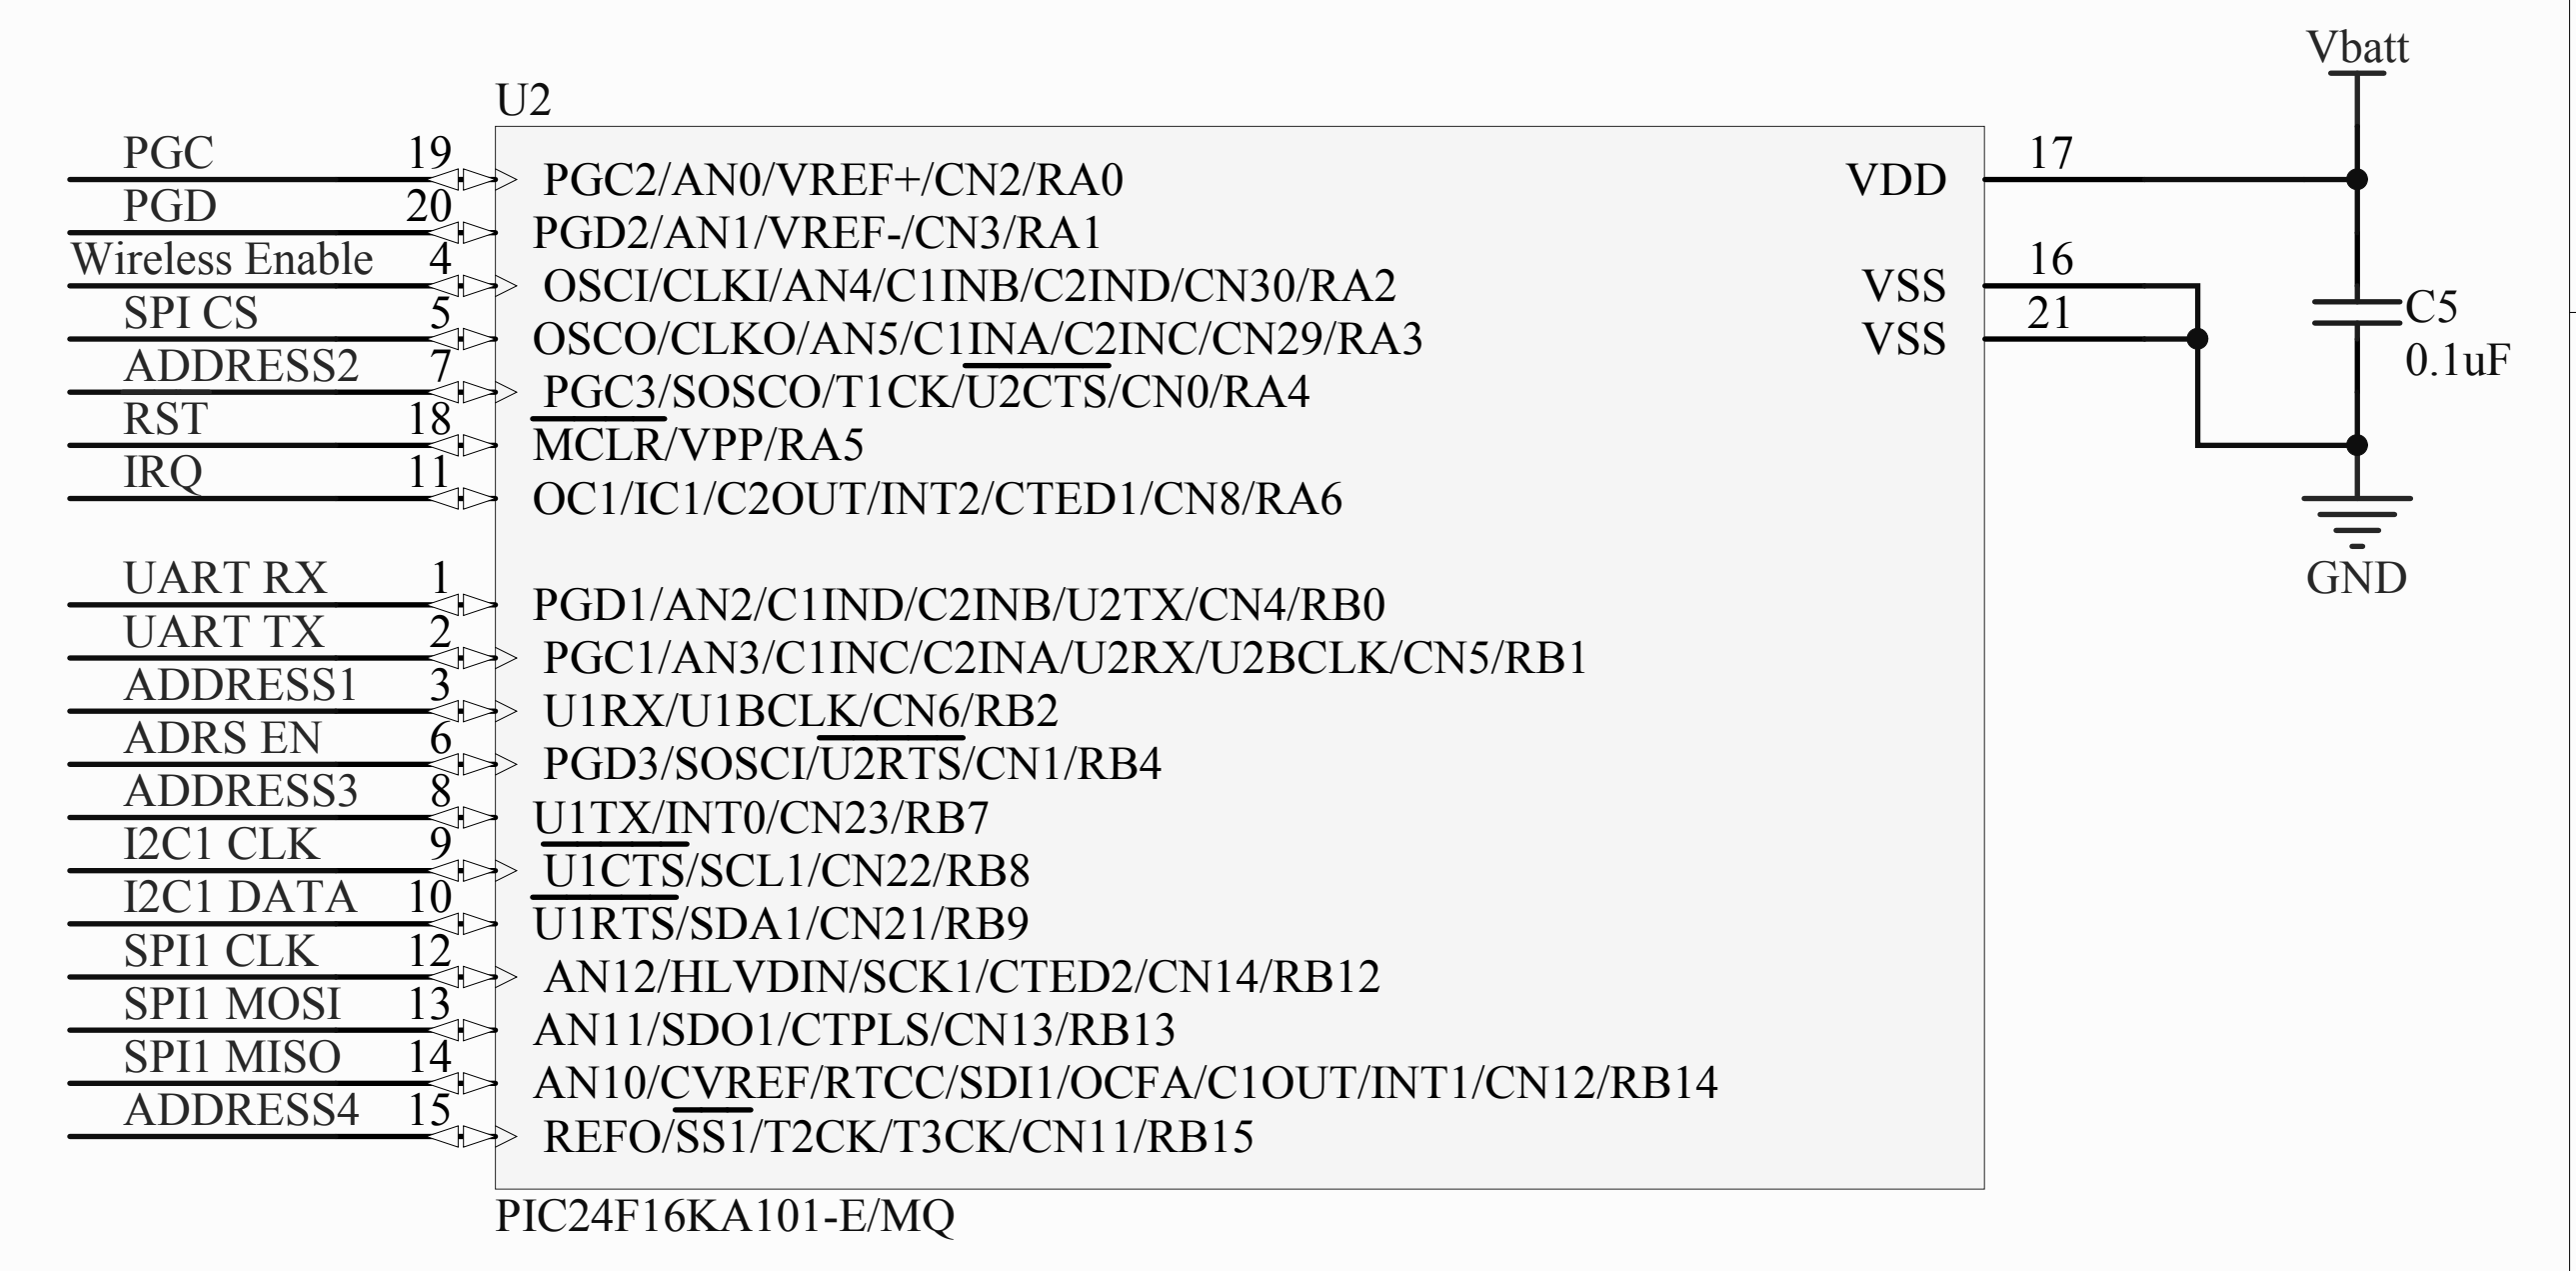 Vbatt
U2
PGC 19 PGC2/AN0/VREF+/CN2/RA0 VDD 17
PGD 20 PGD2/AN1/VREF-/CN3/RA1
Wireless Enable 4 OSCI/CLKI/AN4/C1INB/C2IND/CN30/RA2 VSS 16
SPI CS 5 OSCO/CLKO/AN5/C1INA/C2INC/CN29/RA3 VSS 21
C5
0.1uF
ADDRESS2 7 PGC3/SOSCO/T1CK/U2CTS/CN0/RA4
RST 18 MCLR/VPP/RA5
IRQ 11 OC1/IC1/C2OUT/INT2/CTED1/CN8/RA6
GND
UART RX 1 PGD1/AN2/C1IND/C2INB/U2TX/CN4/RB0
UART TX 2 PGC1/AN3/C1INC/C2INA/U2RX/U2BCLK/CN5/RB1
ADDRESS1 3 U1RX/U1BCLK/CN6/RB2
ADRS EN 6 PGD3/SOSCI/U2RTS/CN1/RB4
ADDRESS3 8 U1TX/INT0/CN23/RB7
I2C1 CLK 9 U1CTS/SCL1/CN22/RB8
I2C1 DATA 10 U1RTS/SDA1/CN21/RB9
SPI1 CLK 12 AN12/HLVDIN/SCK1/CTED2/CN14/RB12
SPI1 MOSI 13 AN11/SDO1/CTPLS/CN13/RB13
SPI1 MISO 14 AN10/CVREF/RTCC/SDI1/OCFA/C1OUT/INT1/CN12/RB14
ADDRESS4 15 REFO/SS1/T2CK/T3CK/CN11/RB15
PIC24F16KA101-E/MQ